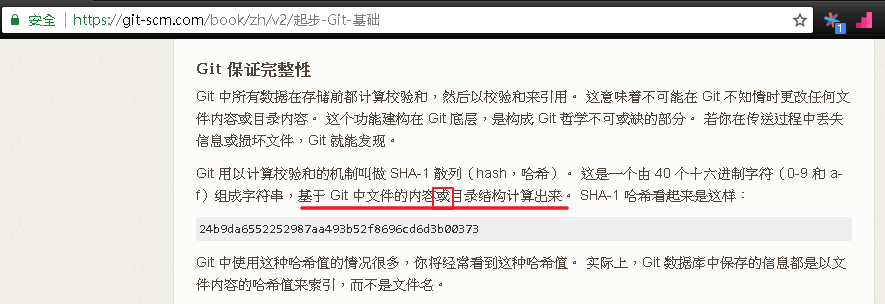 安全 https://git-scm.com/book/zh/v2/起步-Git-基础
1
Git 保证完整性
Git 中所有数据在存储前都计算校验和，然后以校验和来引用。 这意味着不可能在 Git 不知情时更改任何文
件内容或目录内容。 这个功能建构在 Git 底层，是构成 Git 哲学不可或缺的部分。 若你在传送过程中丢失
信息或损坏文件，Git 就能发现。
Git 用以计算校验和的机制叫做 SHA-1 散列（hash，哈希）。 这是一个由 40 个十六进制字符（0-9 和 a-
f）组成字符串，基于 Git 中文件的内容或目录结构计算出来。 SHA-1 哈希看起来是这样：
24b9da6552252987aa493b52f8696cd6d3b00373
Git 中使用这种哈希值的情况很多，你将经常看到这种哈希值。 实际上，Git 数据库中保存的信息都是以文
件内容的哈希值来索引，而不是文件名。